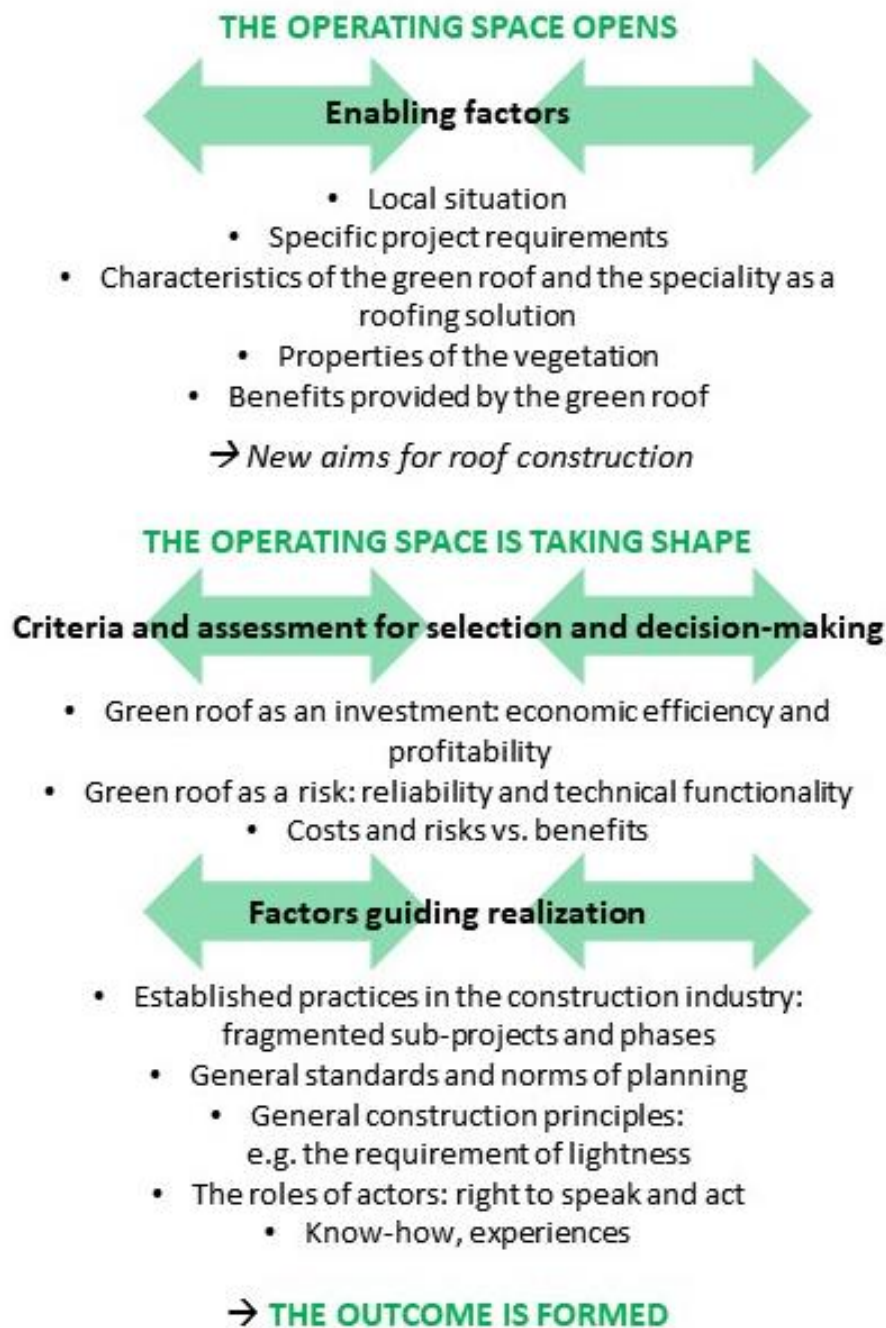 THE OPERATING SPACE OPENS
Enabling factors
• Local situation
• Specific project requirements
• Characteristics of the green roof and the speciality as a
roofing solution
• Properties of the vegetation
• Benefits provided by the green roof
→ New aims for roof construction
THE OPERATING SPACE IS TAKING SHAPE
Criteria and assessment for selection and decision-making
• Green roof as an investment: economic efficiency and
profitability
• Green roof as a risk: reliability and technical functionality
• Costs and risks vs. benefits
Factors guiding realization
• Established practices in the construction industry:
fragmented sub-projects and phases
• General standards and norms of planning
• General construction principles:
e.g. the requirement of lightness
• The roles of actors: right to speak and act
• Know-how, experiences
→ THE OUTCOME IS FORMED